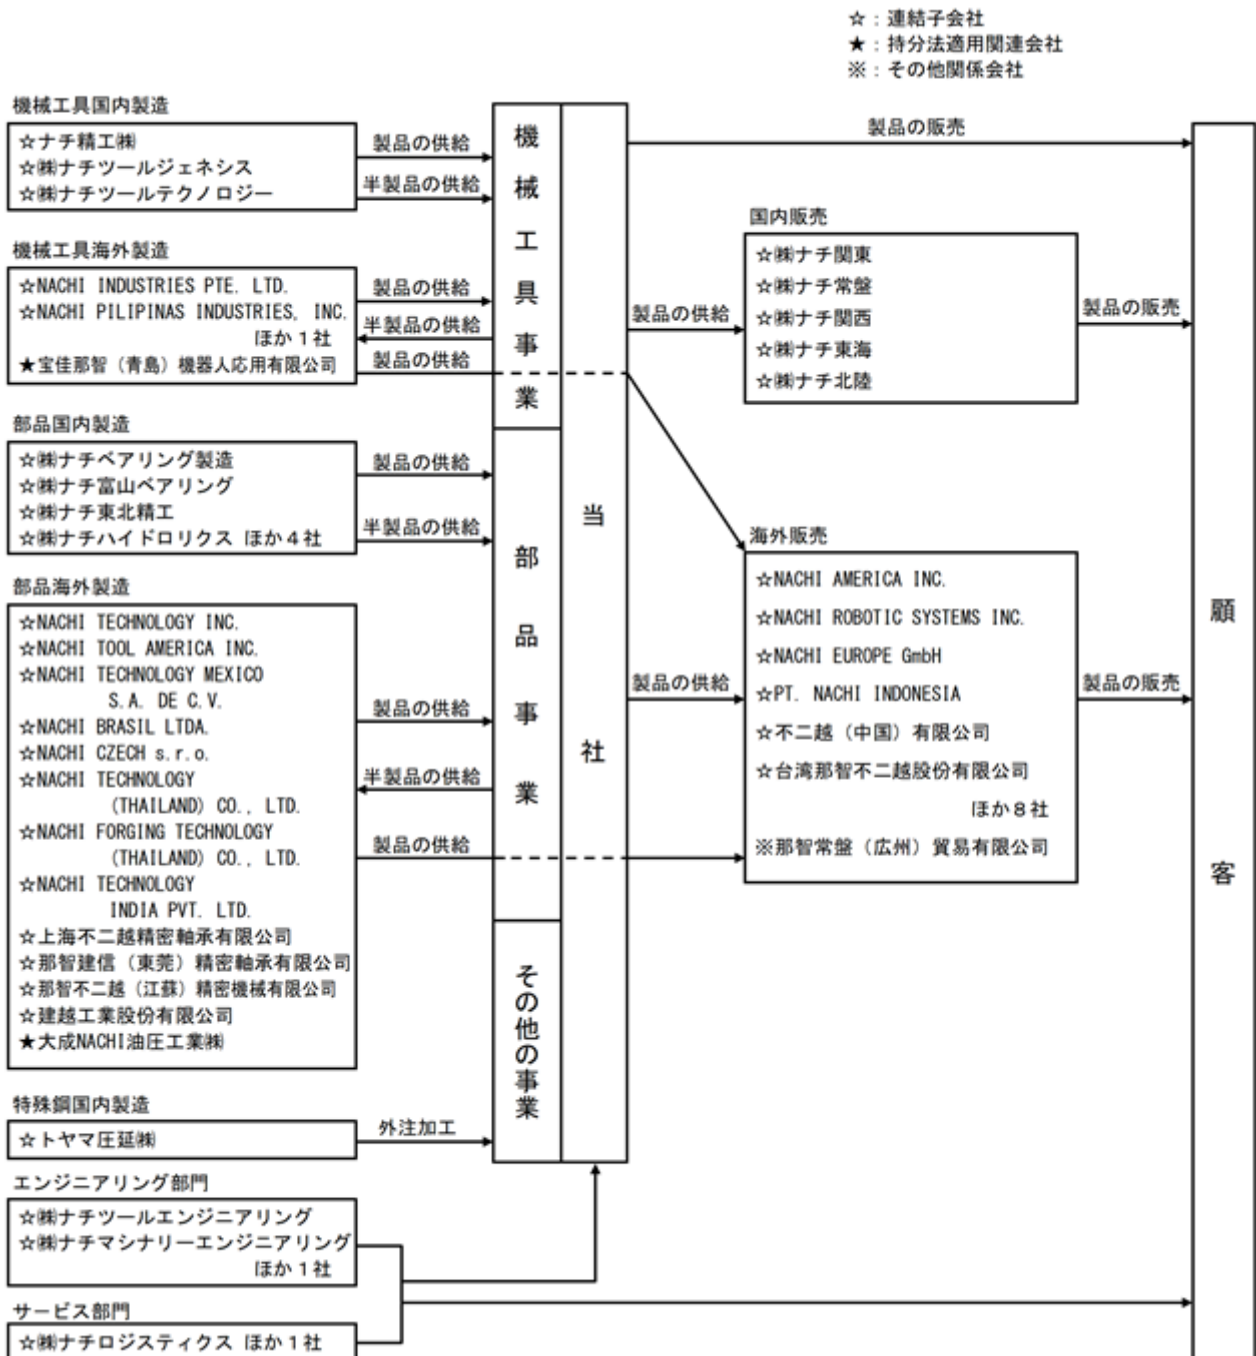 ☆：連結子会社
★：持分法適用関連会社
※：その他関係会社
機械工具国内製造
☆ナチ精工㈱
☆㈱ナチツールジェネシス
☆㈱ナチツールテクノロジー
製品の供給
半製品の供給
機械工具海外製造
☆NACHI INDUSTRIES PTE. LTD.
☆NACHI PILIPINAS INDUSTRIES, INC.
ほか１社
★宝佳那智（青島）機器人応用有限公司
製品の供給
半製品の供給
製品の供給
部品国内製造
☆㈱ナチベアリング製造
☆㈱ナチ富山ベアリング
☆㈱ナチ東北精工
☆㈱ナチハイドロリクス ほか４社
製品の供給
半製品の供給
部品海外製造
☆NACHI TECHNOLOGY INC.
☆NACHI TOOL AMERICA INC.
☆NACHI TECHNOLOGY MEXICO
S.A. DE C.V.
☆NACHI BRASIL LTDA.
☆NACHI CZECH s.r.o.
☆NACHI TECHNOLOGY
(THAILAND) CO., LTD.
☆NACHI FORGING TECHNOLOGY
(THAILAND) CO., LTD.
☆NACHI TECHNOLOGY
INDIA PVT. LTD.
☆上海不二越精密軸承有限公司
☆那智建信（東莞）精密軸承有限公司
☆那智不二越（江蘇）精密機械有限公司
☆建越工業股份有限公司
★大成NACHI油圧工業㈱
製品の供給
半製品の供給
製品の供給
特殊鋼国内製造
☆トヤマ圧延㈱
外注加工
エンジニアリング部門
☆㈱ナチツールエンジニアリング
☆㈱ナチマシナリーエンジニアリング
ほか１社
サービス部門
☆㈱ナチロジスティクス ほか１社
機械工具事業
部品事業
その他の事業
当社
製品の販売
製品の供給
国内販売
☆㈱ナチ関東
☆㈱ナチ常盤
☆㈱ナチ関西
☆㈱ナチ東海
☆㈱ナチ北陸
製品の販売
製品の供給
海外販売
☆NACHI AMERICA INC.
☆NACHI ROBOTIC SYSTEMS INC.
☆NACHI EUROPE GmbH
☆PT. NACHI INDONESIA
☆不二越（中国）有限公司
☆台湾那智不二越股份有限公司
ほか８社
※那智常盤（広州）貿易有限公司
製品の販売
顧客